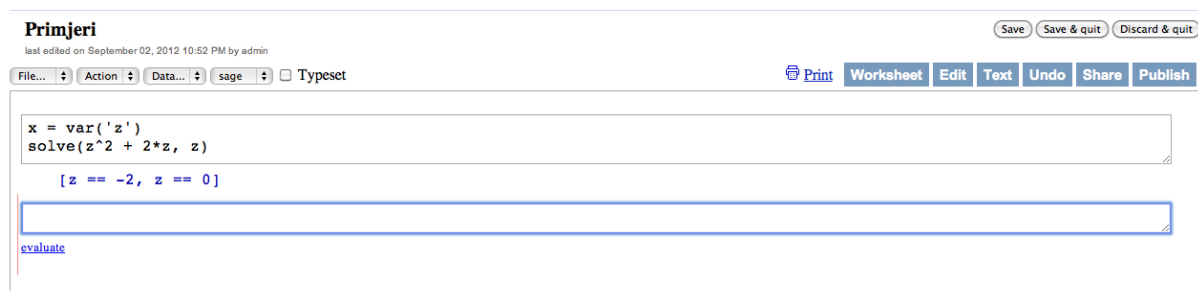 Primjeri
Save Save & quit Discard & quit
last edited on September 02, 2012 10:52 PM by admin
File... Action Data... sage Typeset Print Worksheet Edit Text Undo Share Publish
x = var('z')
solve(z^2 + 2*z, z)
[z == -2, z == 0]
evaluate